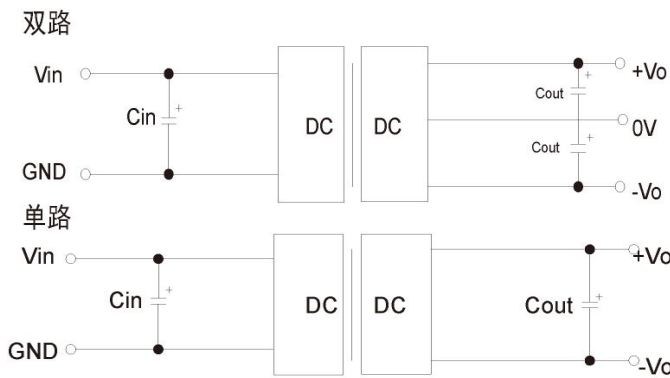 双路
Vin
Cin
+
GND
DC
DC
+
Cout
+
Cout
+Vo
0V
-Vo
单路
Vin
Cin
+
GND
DC
DC
Cout
+
+Vo
-Vo